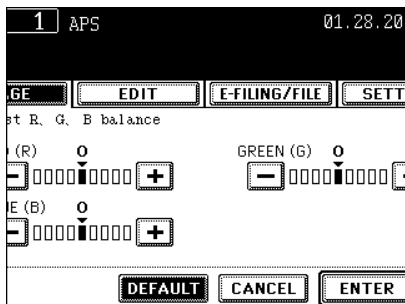 1 APS 01.28.20
GE EDIT E-FILING/FILE SETT
st R、G、B balance
(R) 0 GREEN (G) 0
− + −
E (B) 0
− +
DEFAULT CANCEL ENTER